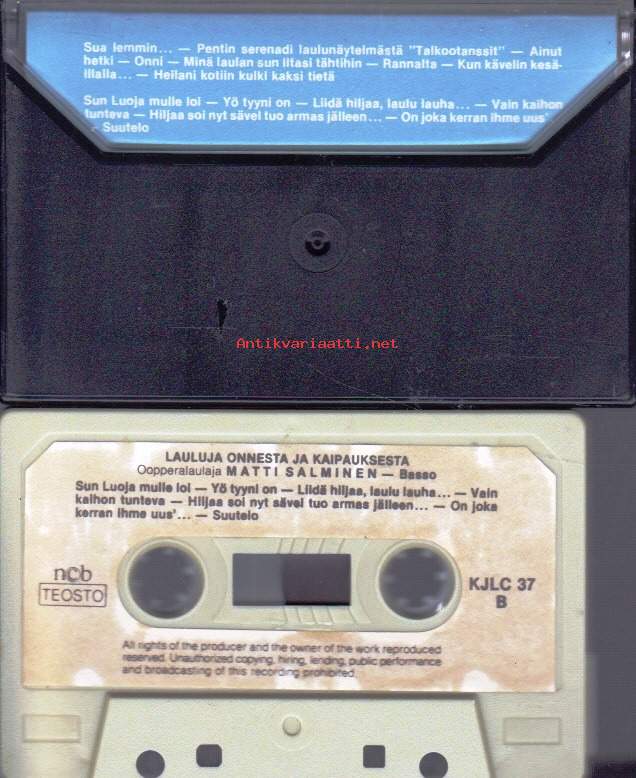 Sua lemmin... — Pentin serenadi laulunäytelmästä "Talkootanssit" — Ainut
hetki — Onni — Minä laulan sun iltasi tähtihin — Rannalta — Kun kävelin kesä-
illalla... — Heilani kotiin kulki kaksi tietä
Sun Luoja mulle loi — Yö tyyni on — Liidä hiljaa, laulu lauha... — Vain kaihon
tunteva — Hiljaa soi nyt sävel tuo armas jälleen... — On joka kerran ihme uus'
— Suutelo
Antikvariaatti.net
LAULUJA ONNESTA JA KAIPAUKSESTA
Oopperalaulaja MATTI SALMINEN — Basso
Sun Luoja mulle loi — Yö tyyni on — Liidä hiljaa, laulu lauha... — Vain
kaihon tunteva — Hiljaa soi nyt sävel tuo armas jälleen... — On joka
kerran ihme uus'... — Suutelo
ncb
TEOSTO
KJLC 37
B
All rights of the producer and the owner of the work reproduced
reserved. Unauthorized copying, hiring, lending, public performance
and broadcasting of this recording prohibited.